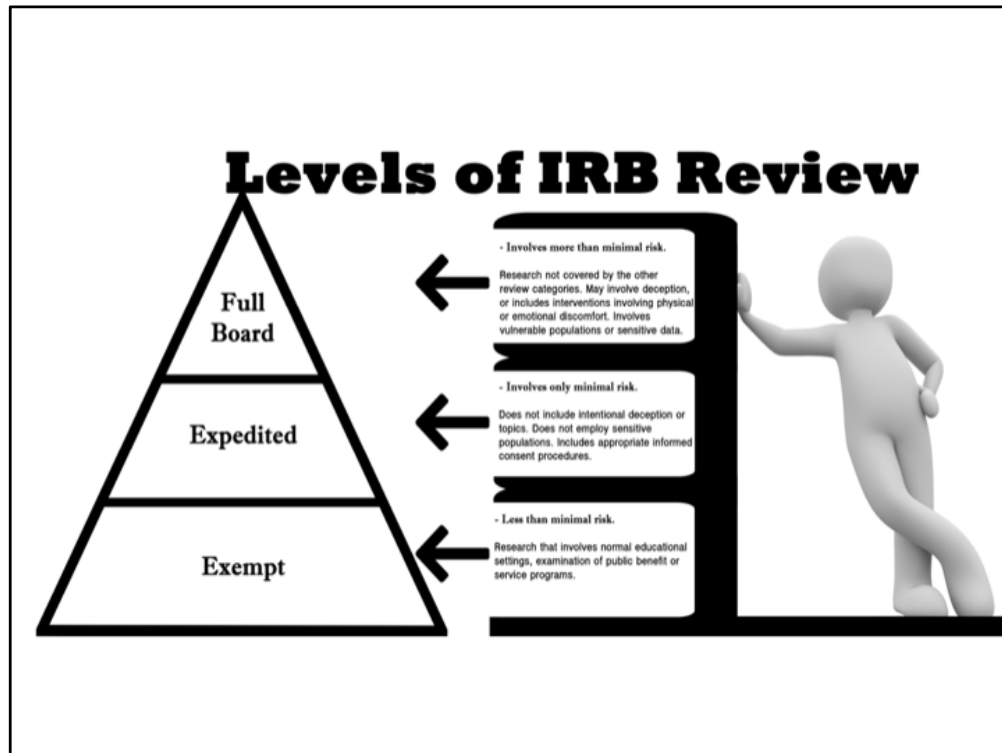 Levels of IRB Review
Full
Board
- Involves more than minimal risk.
Research not covered by the other
review categories. May involve deception,
or includes interventions involving physical
or emotional discomfort. Involves
vulnerable populations or sensitive data.
Expedited
- Involves only minimal risk.
Does not include intentional deception or
topics. Does not employ sensitive
populations. Includes appropriate informed
consent procedures.
Exempt
- Less than minimal risk.
Research that involves normal educational
settings, examination of public benefit or
service programs.